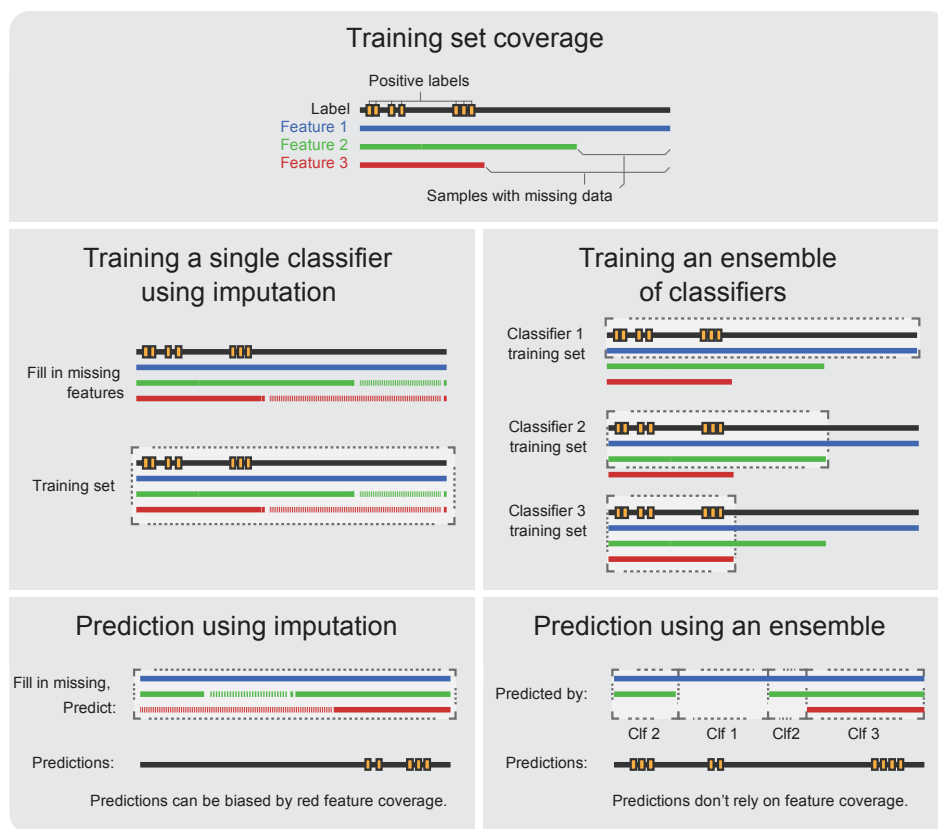 Training set coverage
Positive labels
Label
Feature 1
Feature 2
Feature 3
Samples with missing data
Training a single classifier
using imputation
Fill in missing
features
Training set
Training an ensemble
of classifiers
Classifier 1
training set
Classifier 2
training set
Classifier 3
training set
Prediction using imputation
Fill in missing,
Predict:
Predictions:
Predictions can be biased by red feature coverage.
Prediction using an ensemble
Predicted by:
Clf 2 Clf 1 Clf2 Clf 3
Predictions:
Predictions don't rely on feature coverage.